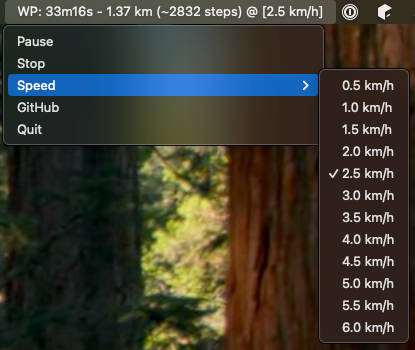 WP: 33m16s - 1.37 km (~2832 steps) @ [2.5 km/h]
Pause
Stop
Speed
GitHub
Quit
0.5 km/h
1.0 km/h
1.5 km/h
2.0 km/h
2.5 km/h
3.0 km/h
3.5 km/h
4.0 km/h
4.5 km/h
5.0 km/h
5.5 km/h
6.0 km/h